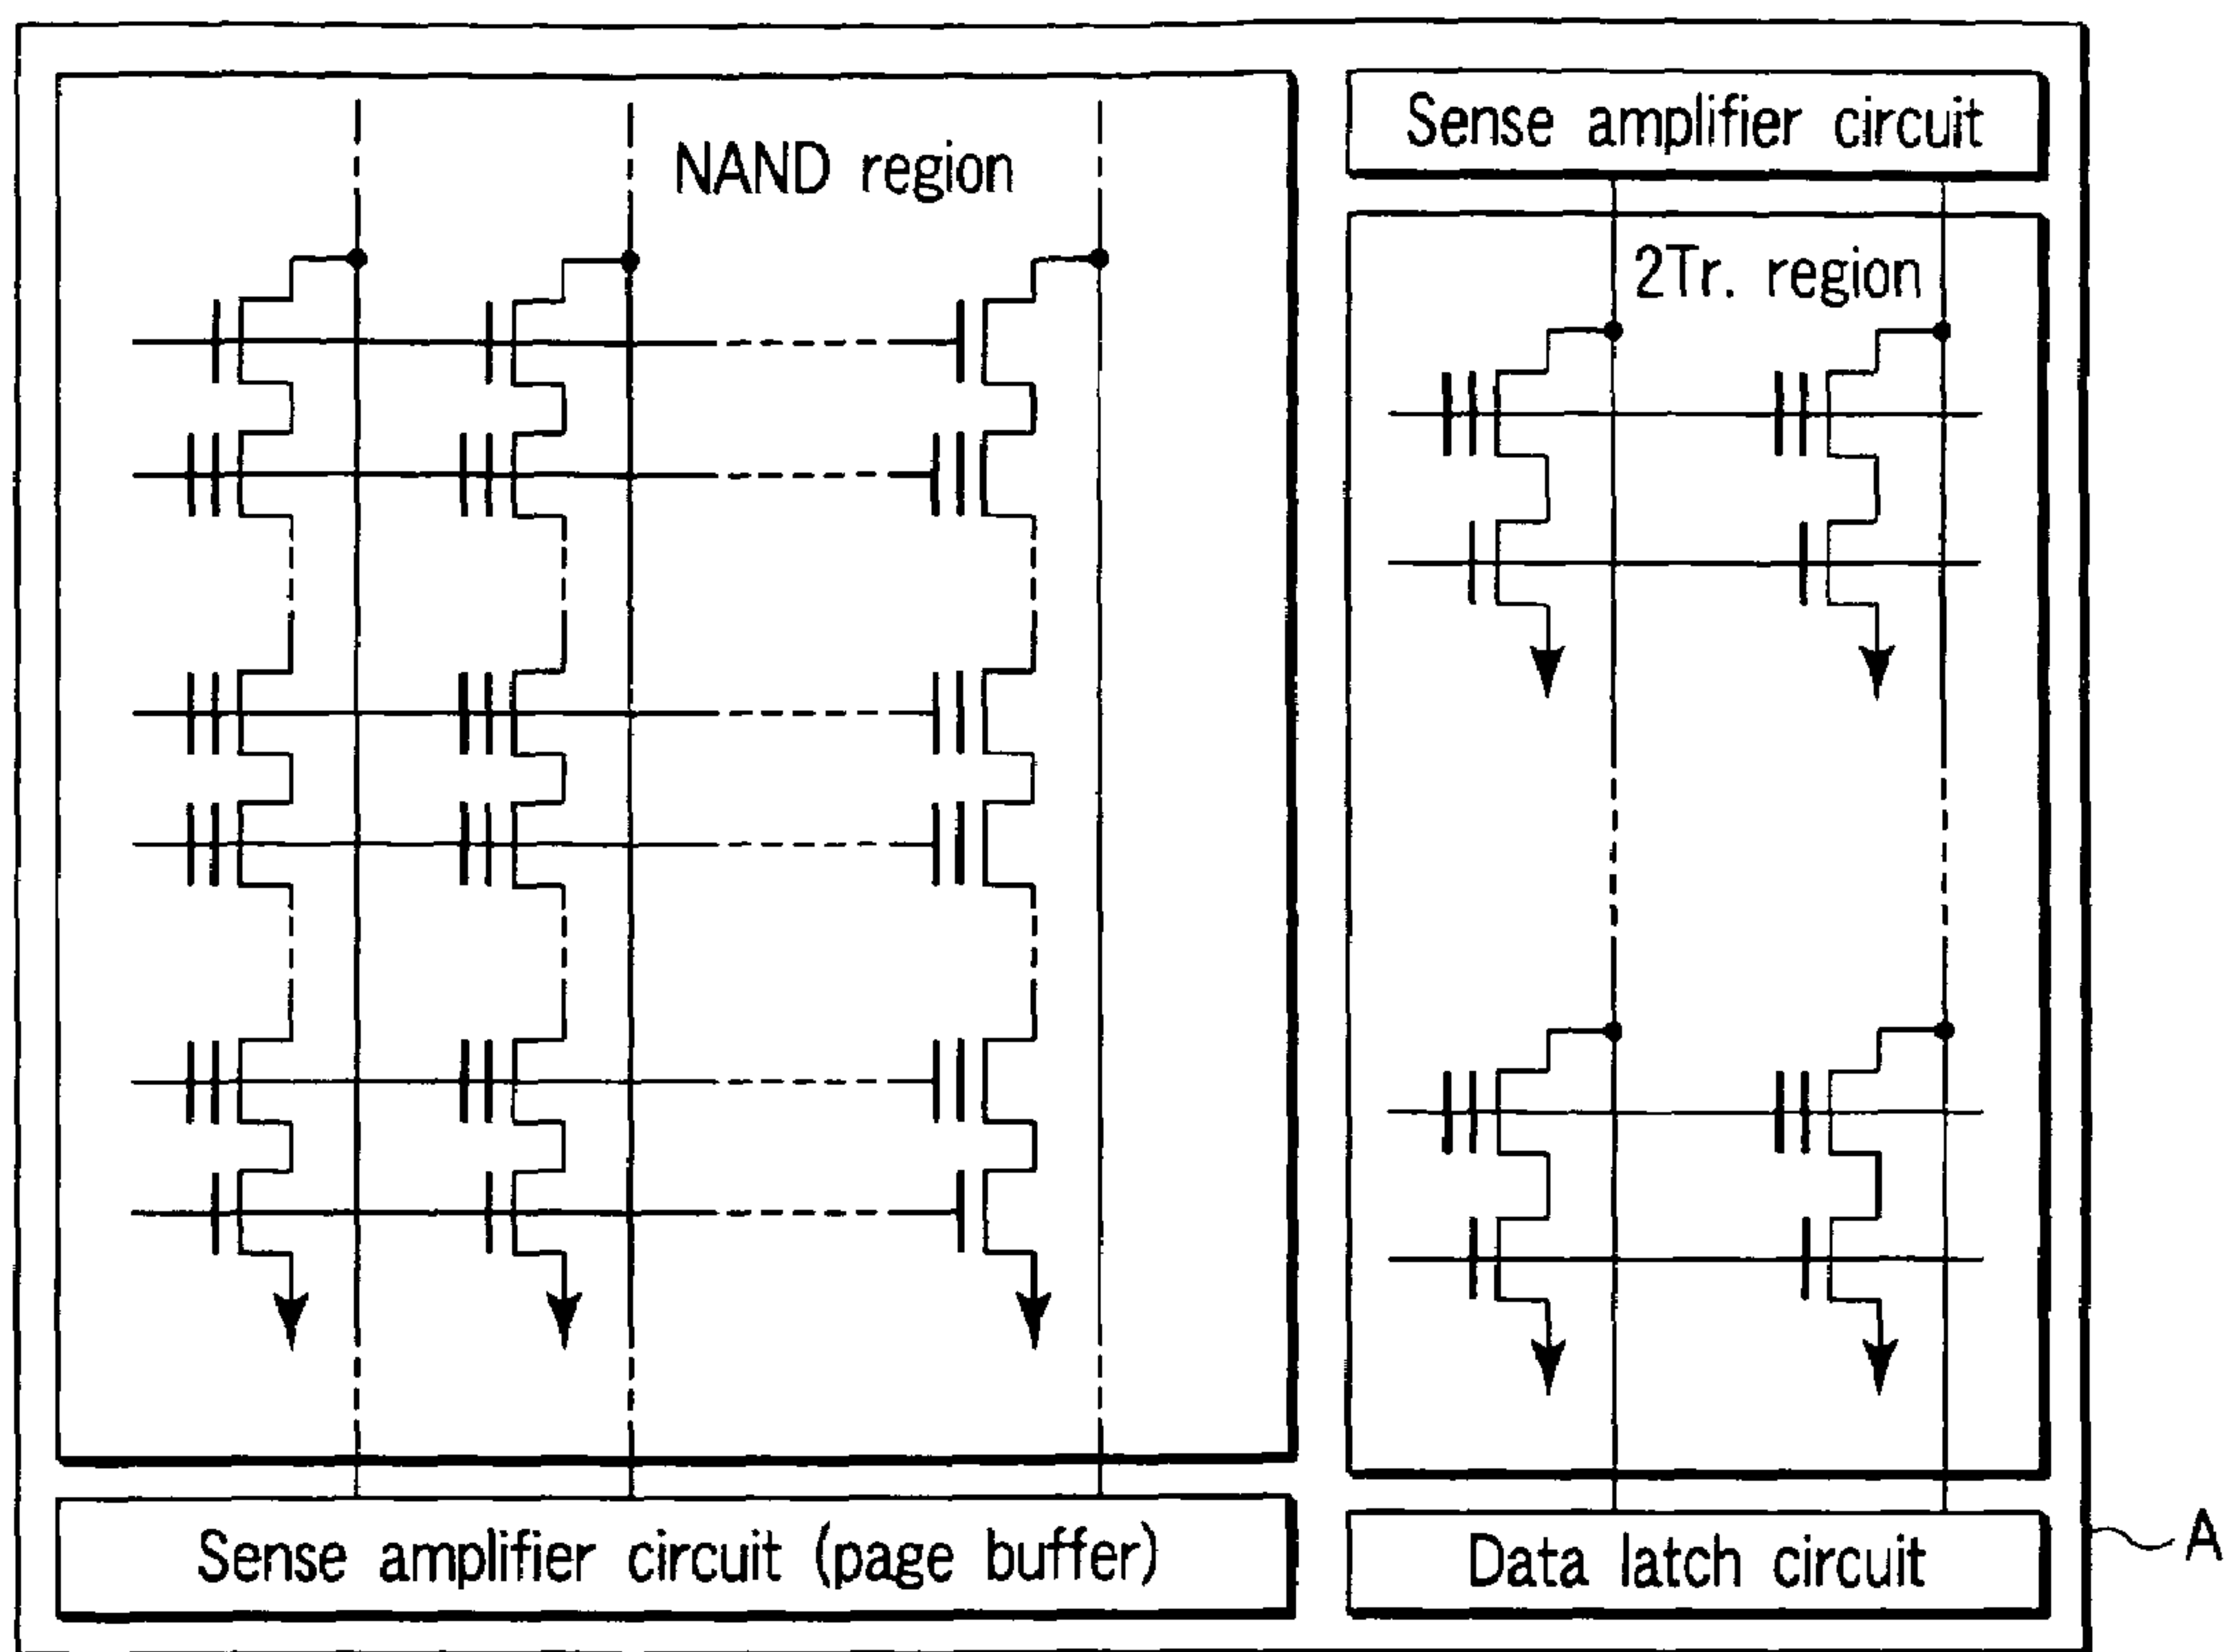 NAND region
Sense amplifier circuit (page buffer)
Sense amplifier circuit
2Tr. region
Data latch circuit
A